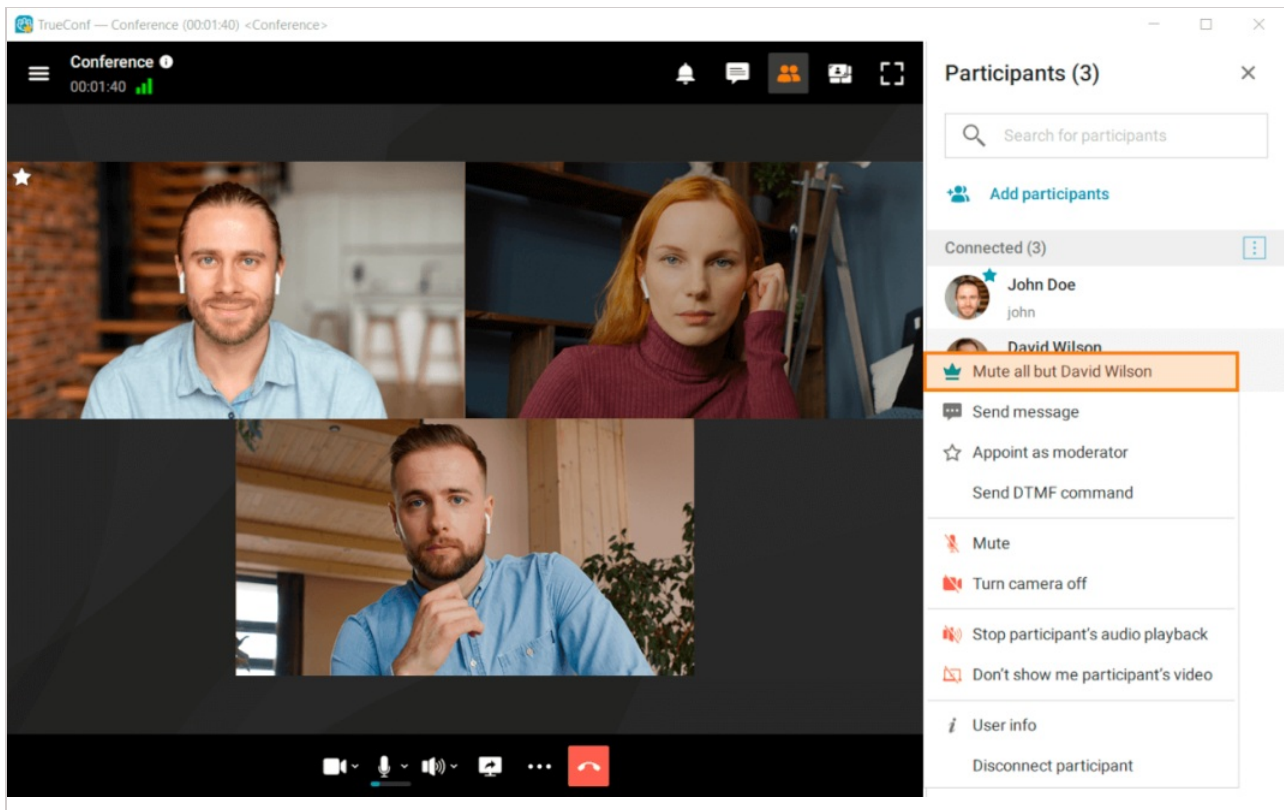 TrueConf — Conference (00:01:40) <Conference>
Conference
00:01:40
Participants (3)
Search for participants
Add participants
Connected (3)
John Doe
john
David Wilson
Mute all but David Wilson
Send message
Appoint as moderator
Send DTMF command
Mute
Turn camera off
Stop participant's audio playback
Don't show me participant's video
User info
Disconnect participant